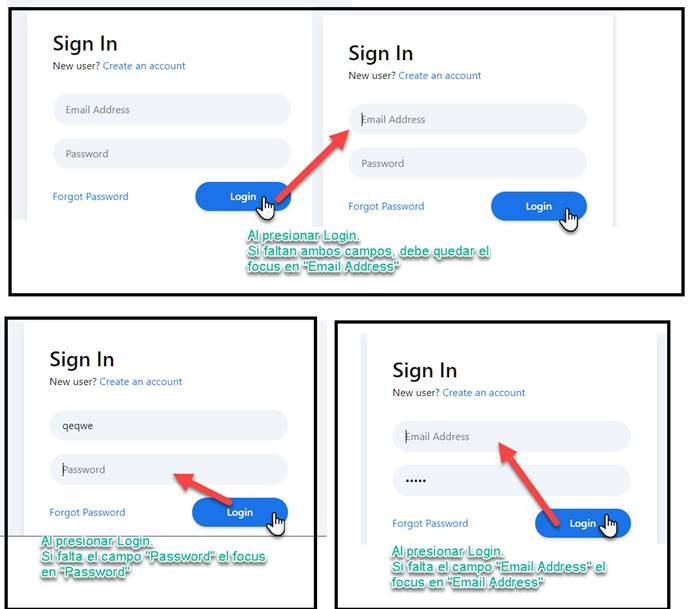 Sign In
New user? Create an account
Email Address
Password
Forgot Password
Login
Sign In
New user? Create an account
Email Address
Password
Forgot Password
Login
Al presionar Login.
Si faltan ambos campos, debe quedar el
focus en "Email Address"
Sign In
New user? Create an account
qeqwe
Password
Forgot Password
Login
Al presionar Login.
Si falta el campo "Password" el focus
en "Password"
Sign In
New user? Create an account
Email Address
•••••
Forgot Password
Login
Al presionar Login.
Si falta el campo "Email Address" el
focus en "Email Address"